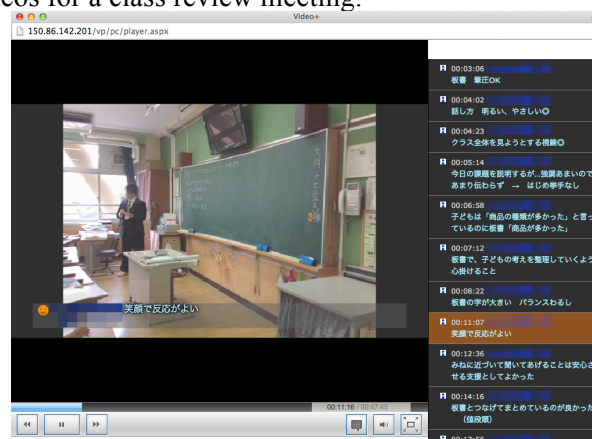 eos for a class review meeting.
Video+
150.86.142.201/vp/pc/player.aspx
00:03:06
板書 筆圧OK
00:04:02
話し方 明るい、やさしい◎
00:04:23
クラス全体を見ようとする視線◎
00:05:14
今日の課題を説明するが...強調あまいので
あまり伝わらず → はじめ挙手なし
00:06:58
子どもは「商品の種類が多かった」と言っ
ているのに板書「商品が多かった」
00:07:12
板書で、子どもの考えを整理していくよう
心掛けること
00:08:22
板書の字が大きい バランスわるし
00:11:07
笑顔で反応がよい
00:12:36
みねに近づいて聞いてあげることは安心さ
せる支援としてよかった
00:14:16
板書とつなげてまとめているのが良かった
(値段順)
笑顔で反応がよい
00:11:16 / 00:47:45